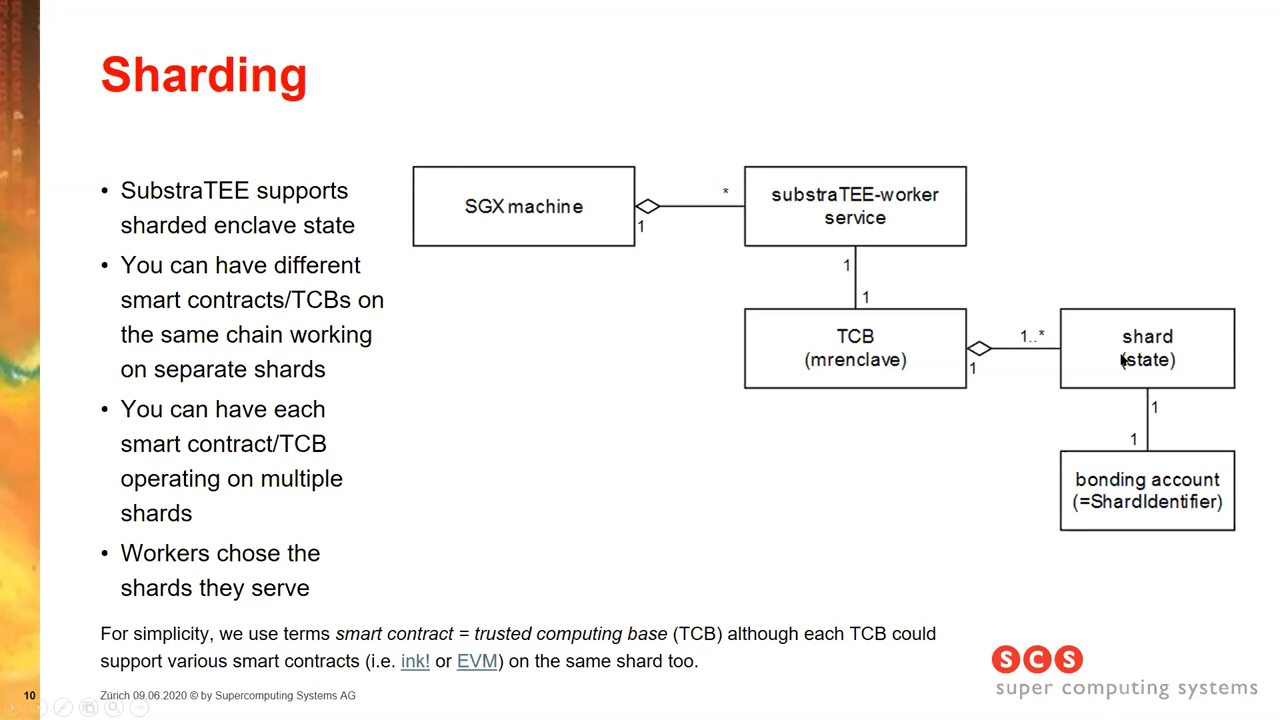 Sharding
• SubstraTEE supports
sharded enclave state
• You can have different
smart contracts/TCBs on
the same chain working
on separate shards
• You can have each
smart contract/TCB
operating on multiple
shards
• Workers chose the
shards they serve
SGX machine
1
*
substraTEE-worker
service
1
1
TCB
(mrenclave)
1
1..*
shard
(state)
1
1
bonding account
(=ShardIdentifier)
For simplicity, we use terms smart contract = trusted computing base (TCB) although each TCB could
support various smart contracts (i.e. ink! or EVM) on the same shard too.
SCS
super computing systems
10
Zürich 09.06.2020 © by Supercomputing Systems AG